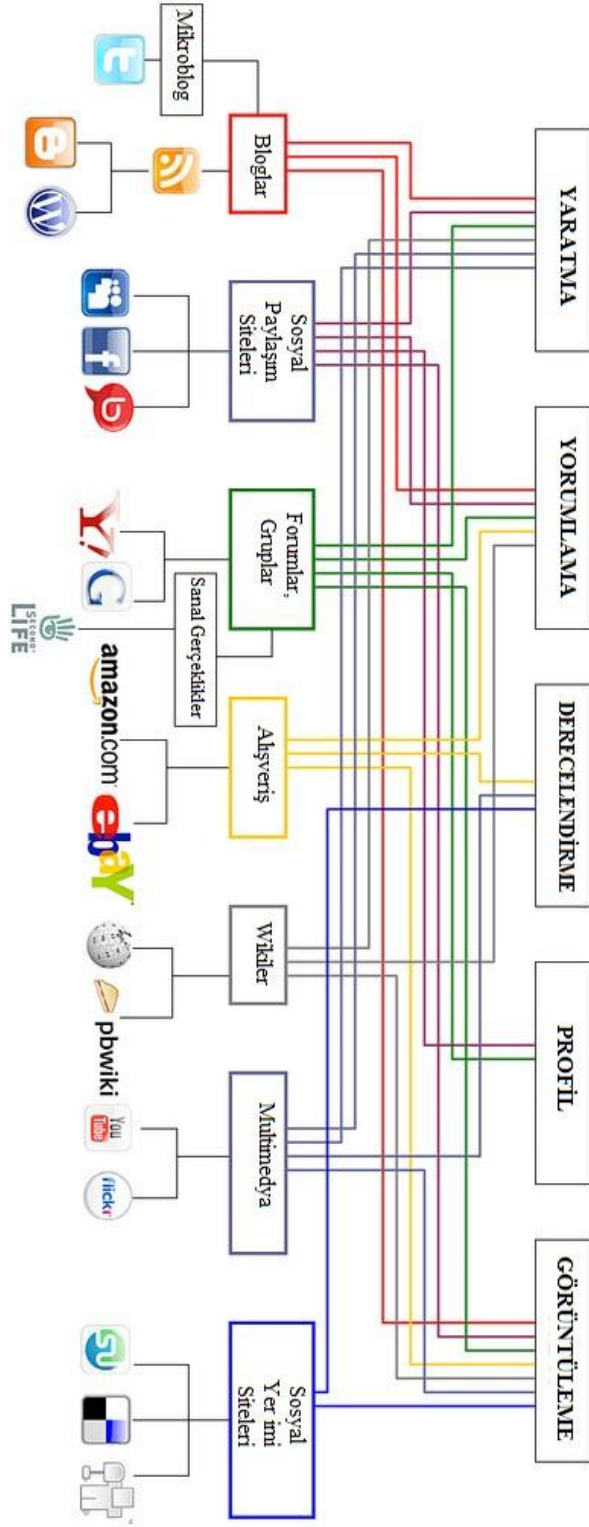 YARATMA
YORUMLAMA
DERECELENDİRME
PROFİL
GÖRÜNTÜLEME
Bloglar
Sosyal
Paylaşım
Siteleri
Forumlar,
Gruplar
Alışveriş
Wikiler
Multimedya
Sosyal
Yer imi
Siteleri
Mikroblog
Sanal Gerçeklikler
t
B
W
f
b
Y!
G
SECOND
LIFE
amazon.com
ebay
pbwiki
You
Tube
flickr
su